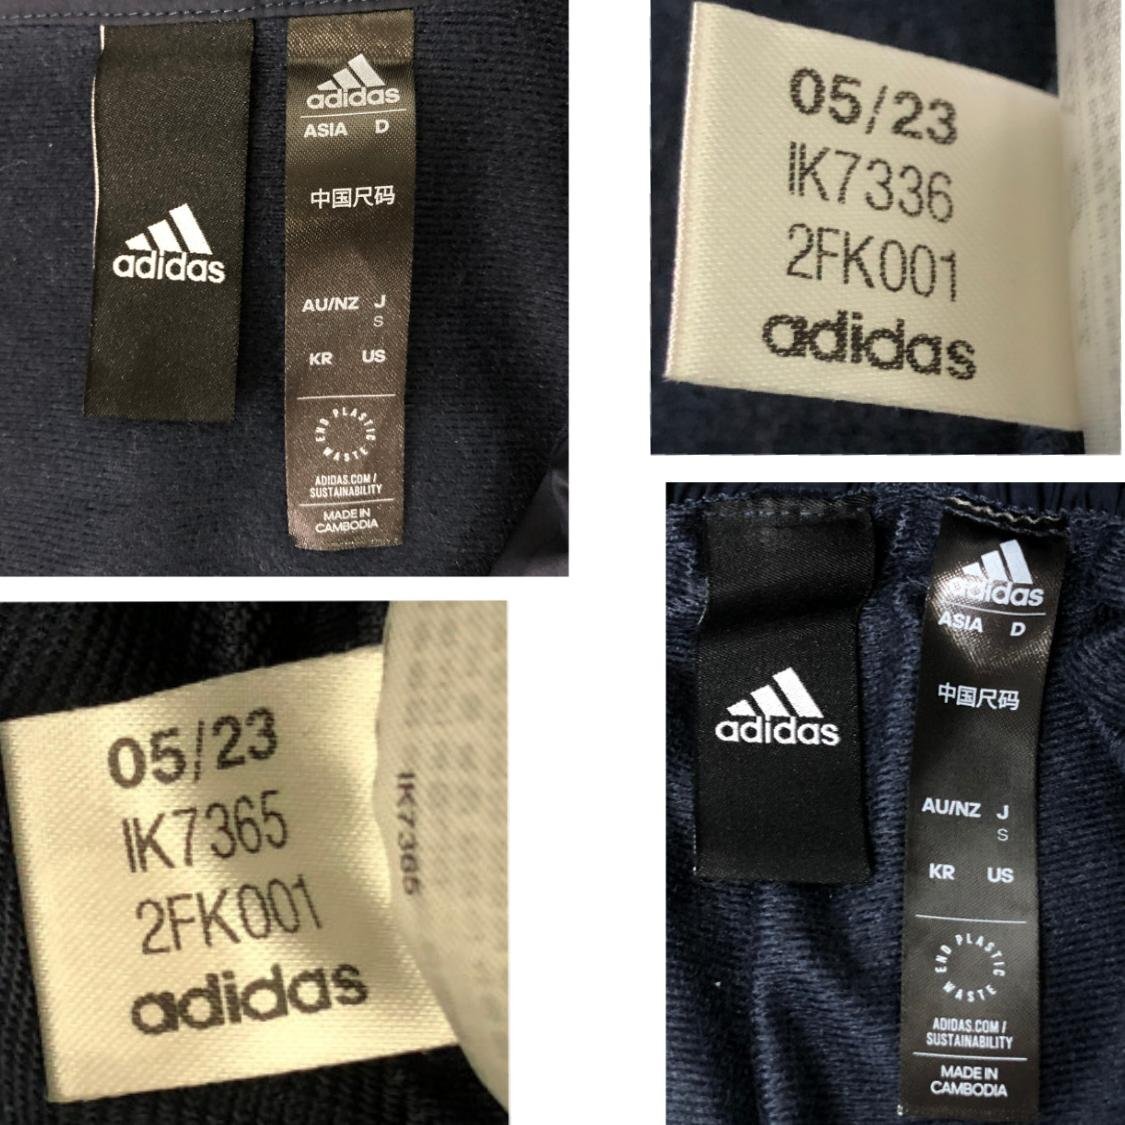 adidas
adidas
ASIA D
中国尺码
AU/NZ J
S
KR US
END PLASTIC WASTE
ADIDAS.COM /
SUSTAINABILITY
MADE IN
CAMBODIA
05/23
IK7336
2FK001
adidas
05/23
IK7365
2FK001
adidas
IK7365
adidas
adidas
ASIA D
中国尺码
AU/NZ J
S
KR US
END PLASTIC WASTE
ADIDAS.COM /
SUSTAINABILITY
MADE IN
CAMBODIA